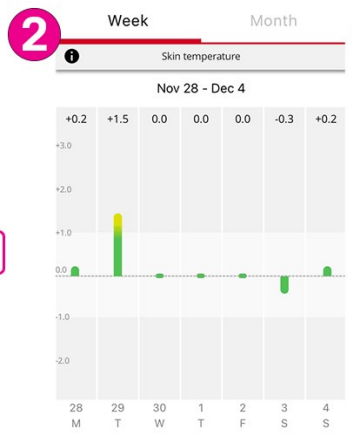 2
Week Month
Skin temperature
Nov 28 - Dec 4
+0.2 +1.5 0.0 0.0 0.0 -0.3 +0.2
+3.0
+2.0
+1.0
0.0
-1.0
-2.0
28 29 30 1 2 3 4
M T W T F S S